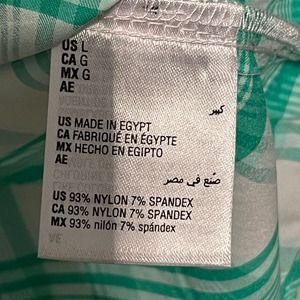 US L
CA G
MX G
AE
كبير
US MADE IN EGYPT
CA FABRIQUÉ EN ÉGYPTE
MX HECHO EN EGIPTO
AE
صنع في مصر
US 93% NYLON 7% SPANDEX
CA 93% NYLON 7% SPANDEX
MX 93% nilón 7% spándex